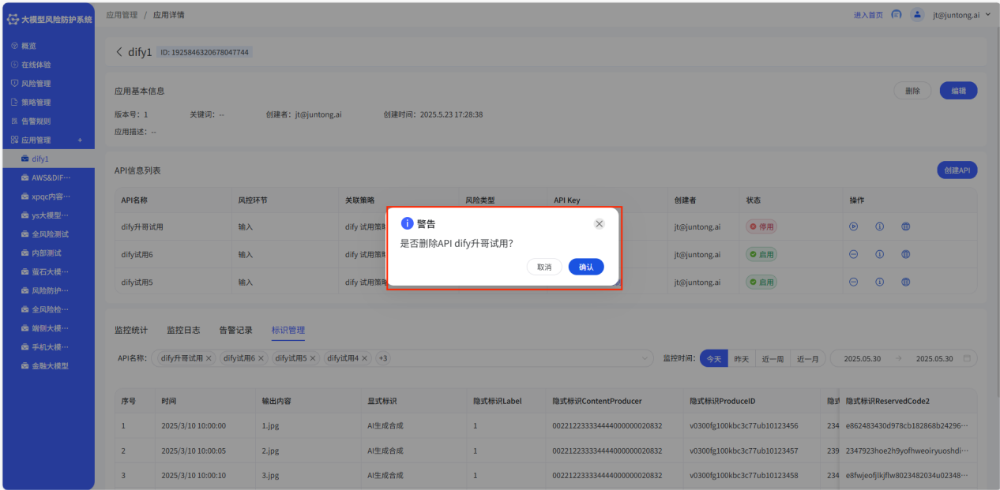 大模型风险防护系统
应用管理 / 应用详情
进入首页 jt@juntong.ai
概览
在线体验
风险管理
策略管理
告警规则
应用管理 +
dify1
AWS&DIF···
xpqc内容···
ys大模型···
全风险测试
内部测试
萤石大模···
风险防护···
全风险检···
端侧大模···
手机大模···
金融大模型
dify1 ID: 1925846320678047744
应用基本信息
删除 编辑
版本号：1 关键词：-- 创建者：jt@juntong.ai 创建时间：2025.5.23 17:28:38
应用描述：--
API信息列表
创建API
API名称 风控环节 关联策略 风险类型 API Key 创建者 状态 操作
dify升哥试用 输入 dify 试用策略 jt@juntong.ai 停用
dify试用6 输入 dify 试用策略 jt@juntong.ai 启用
dify试用5 输入 dify 试用策略 jt@juntong.ai 启用
警告
是否删除API dify升哥试用？
取消 确认
监控统计 监控日志 告警记录 标识管理
API名称： dify升哥试用 × dify试用6 × dify试用5 × dify试用4 × +3
监控时间： 今天 昨天 近一周 近一月 2025.05.30 → 2025.05.30
序号 时间 输出内容 显式标识 隐式标识Label 隐式标识ContentProducer 隐式标识ProduceID 隐式 隐式标识ReservedCode2
1 2025/3/10 10:00:00 1.jpg AI生成合成 1 0022122333344440000000020832 v0300fg100kbc3c77ub10123456 234 e862483430d978cb182868b24296···
2 2025/3/10 10:00:05 2.jpg AI生成合成 1 0022122333344440000000020832 v0300fg100kbc3c77ub10123457 239 2347923hoe2h9yofhweoiryuoshdi···
3 2025/3/10 10:00:10 3.jpg AI生成合成 1 0022122333344440000000020832 v0300fg100kbc3c77ub10123458 234 e8fwjeofjlkjflw8023482034u02348···